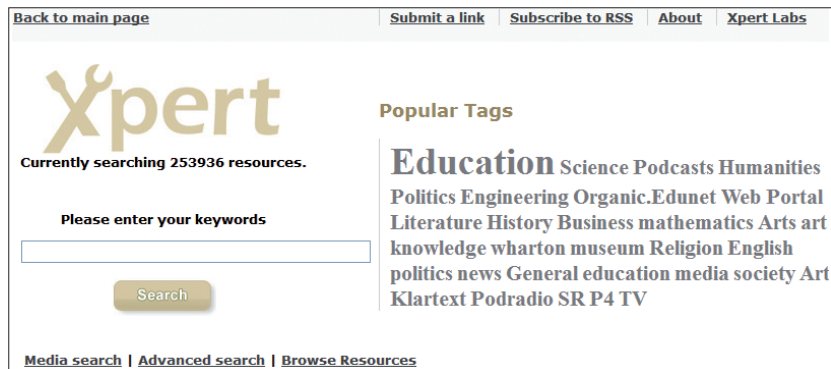 Back to main page
Submit a link | Subscribe to RSS | About | Xpert Labs
Xpert
Currently searching 253936 resources.
Please enter your keywords
Search
Popular Tags
Education Science Podcasts Humanities
Politics Engineering Organic.Edunet Web Portal
Literature History Business mathematics Arts art
knowledge wharton museum Religion English
politics news General education media society Art
Klartext Podradio SR P4 TV
Media search | Advanced search | Browse Resources